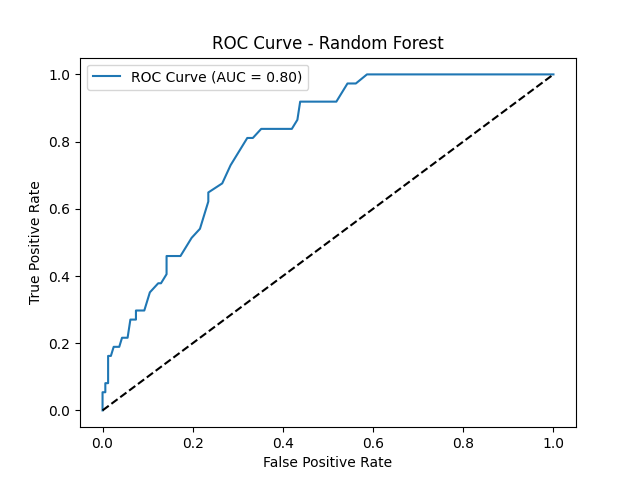 ROC Curve - Random Forest
ROC Curve (AUC = 0.80)
1.0
0.8
0.6
0.4
0.2
0.0
True Positive Rate
0.0 0.2 0.4 0.6 0.8 1.0
False Positive Rate